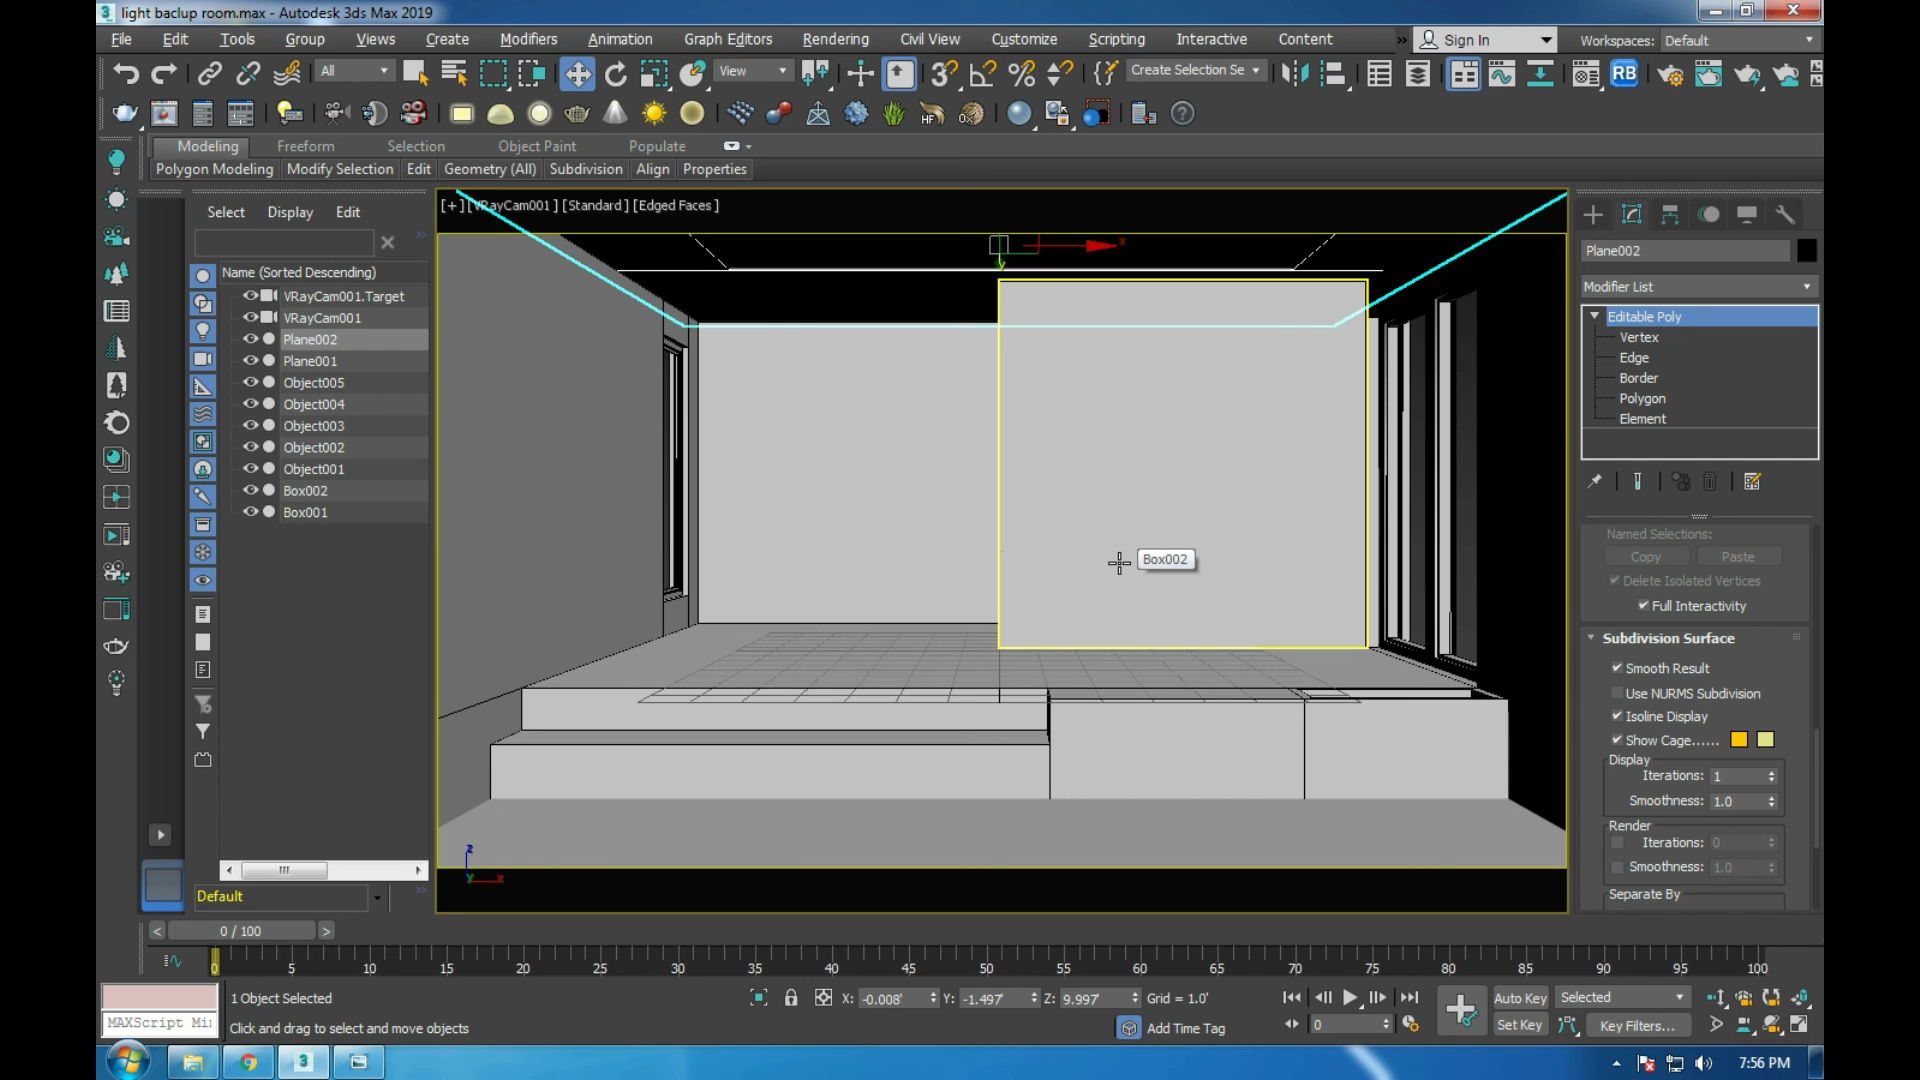 light baclup room.max - Autodesk 3ds Max 2019
File Edit Tools Group Views Create Modifiers Animation Graph Editors Rendering Civil View Customize Scripting Interactive Content » Sign In Workspaces: Default
All View Create Selection Se RB
HF
Modeling Freeform Selection Object Paint Populate
Polygon Modeling Modify Selection Edit Geometry (All) Subdivision Align Properties
Select Display Edit
[+] [VRayCam001 ] [Standard ] [Edged Faces ]
Name (Sorted Descending)
VRayCam001.Target
VRayCam001
Plane002
Plane001
Object005
Object004
Object003
Object002
Object001
Box002
Box001
Default
x
Box002
z
y x
Plane002
Modifier List
Editable Poly
Vertex
Edge
Border
Polygon
Element
Named Selections:
Copy Paste
Delete Isolated Vertices
Full Interactivity
Subdivision Surface
Smooth Result
Use NURMS Subdivision
Isoline Display
Show Cage......
Display
Iterations: 1
Smoothness: 1.0
Render
Iterations: 0
Smoothness: 1.0
Separate By
< 0 / 100 >
0 5 10 15 20 25 30 35 40 45 50 55 60 65 70 75 80 85 90 95 100
1 Object Selected X: -0.008' Y: -1.497' Z: 9.997' Grid = 1.0' Auto Key Selected
MAXScript Mi Click and drag to select and move objects Add Time Tag 0 Set Key Key Filters...
7:56 PM